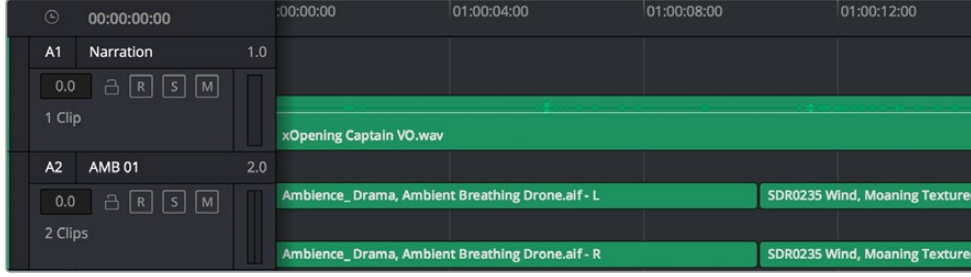 00:00:00:00 :00:00:00 01:00:04:00 01:00:08:00 01:00:12:00
A1 Narration 1.0
0.0 R S M
1 Clip
xOpening Captain VO.wav
A2 AMB 01 2.0
Ambience_ Drama, Ambient Breathing Drone.aif - L SDR0235 Wind, Moaning Texture
0.0 R S M
2 Clips
Ambience_ Drama, Ambient Breathing Drone.aif - R SDR0235 Wind, Moaning Texture